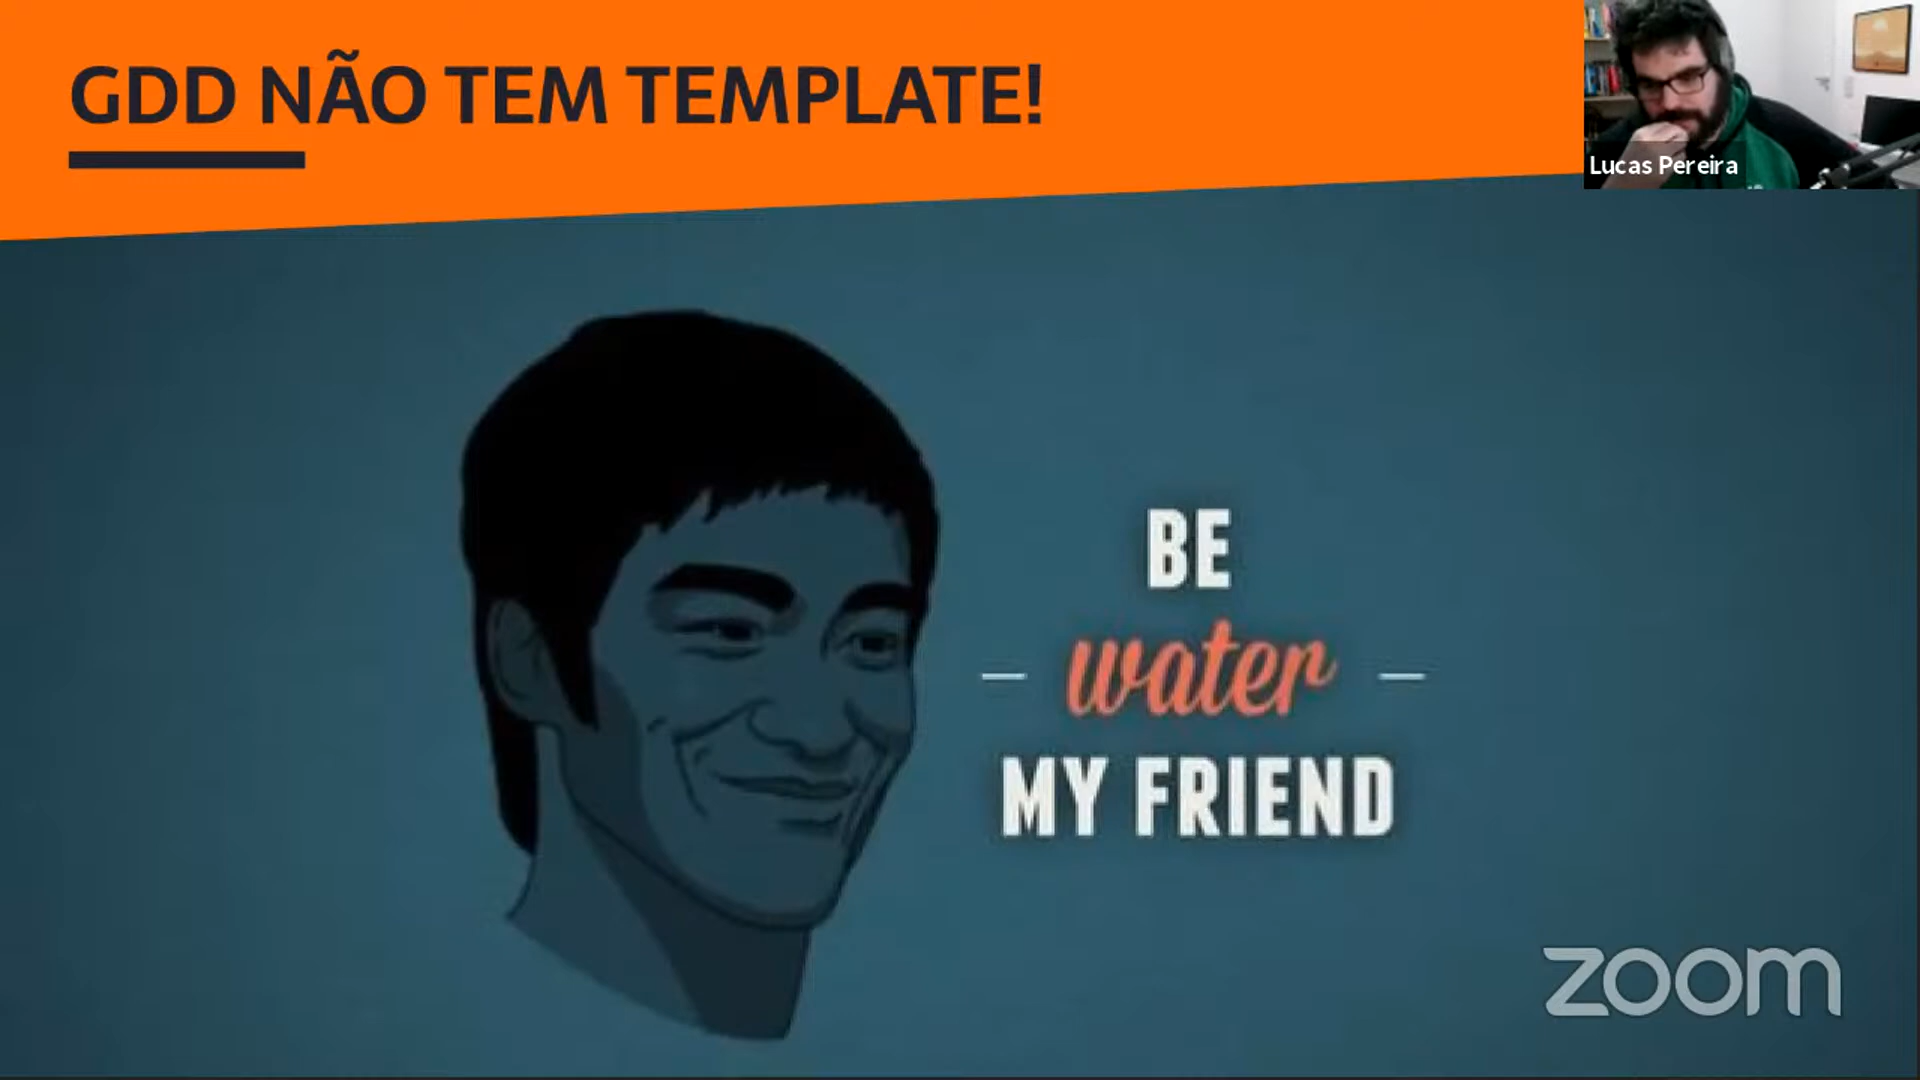 GDD NÃO TEM TEMPLATE!
Lucas Pereira
BE
water
MY FRIEND
zoom